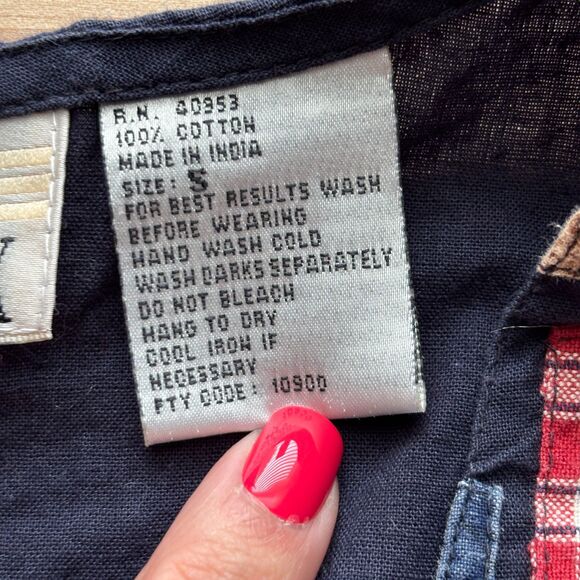 R.N. 40953
100% COTTON
MADE IN INDIA
SIZE: S
FOR BEST RESULTS WASH
BEFORE WEARING
HAND WASH COLD
WASH DARKS SEPARATELY
DO NOT BLEACH
HANG TO DRY
COOL IRON IF
NECESSARY
FTY CODE: 10900